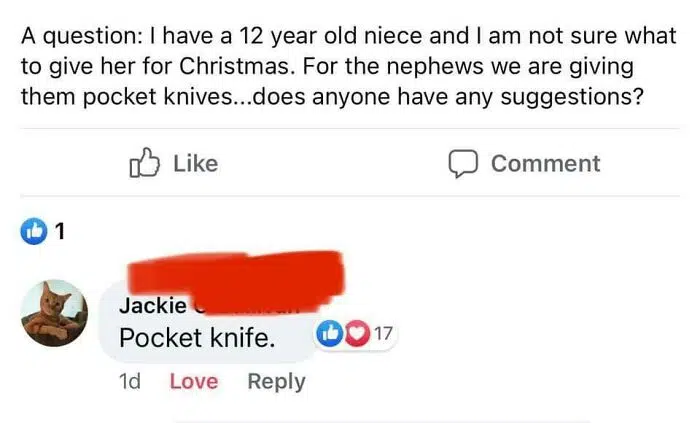 A question: I have a 12 year old niece and I am not sure what
to give her for Christmas. For the nephews we are giving
them pocket knives...does anyone have any suggestions?
Like
Comment
1
Jackie
Pocket knife.
17
1d Love Reply